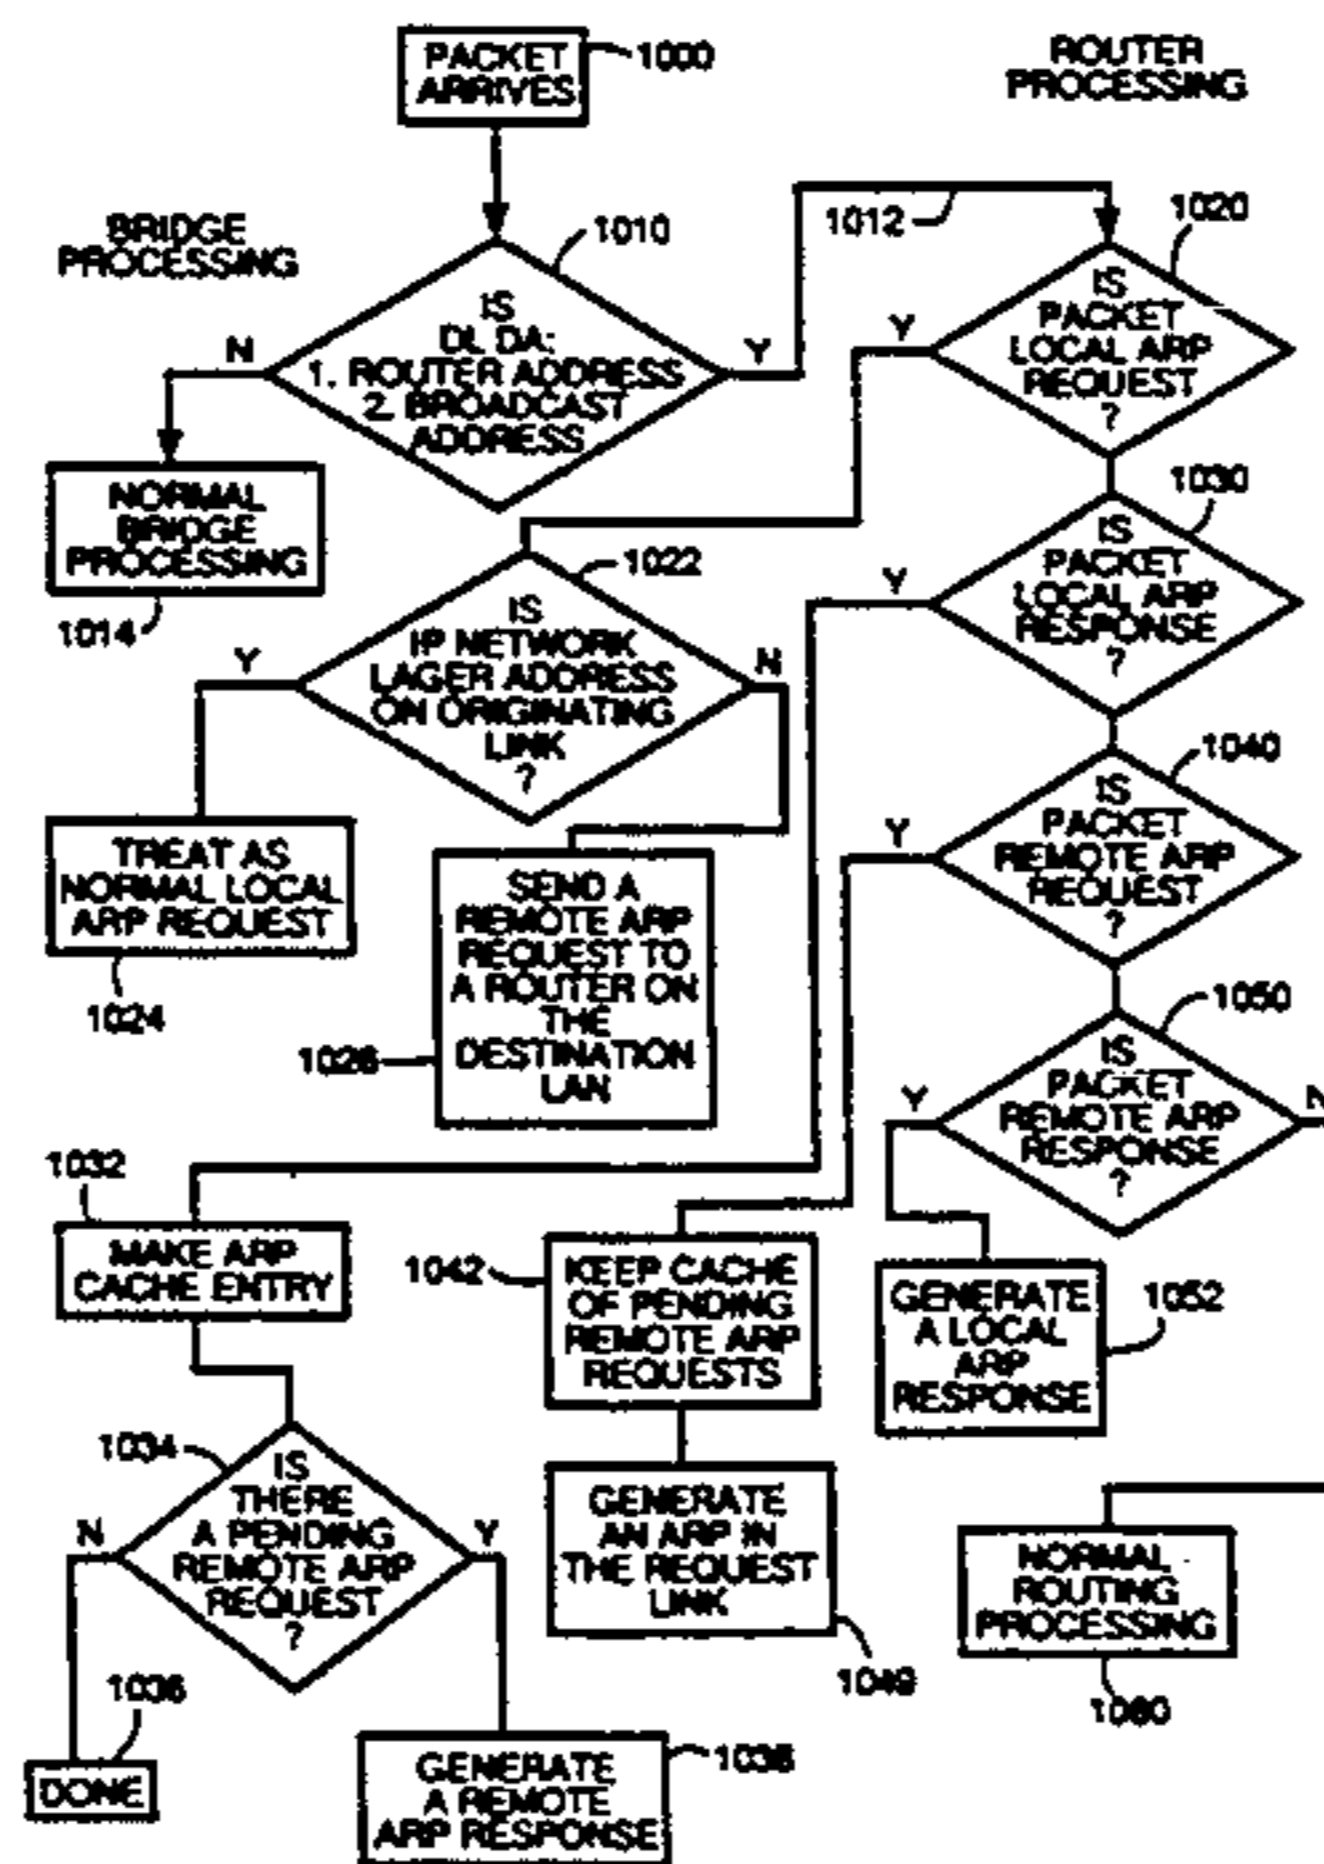 PACKET
ARRIVES
1000
ROUTER
PROCESSING
BRIDGE
PROCESSING
1010
1012
1020
IS
DL DA:
1. ROUTER ADDRESS
2. BROADCAST
ADDRESS
N
Y
IS
PACKET
LOCAL ARP
REQUEST
?
Y
NORMAL
BRIDGE
PROCESSING
1014
1022
IS
IP NETWORK
LAGER ADDRESS
ON ORIGINATING
LINK
?
Y
N
1030
IS
PACKET
LOCAL ARP
RESPONSE
?
Y
TREAT AS
NORMAL LOCAL
ARP REQUEST
1024
SEND A
REMOTE ARP
REQUEST TO
A ROUTER ON
THE
DESTINATION
LAN
1040
IS
PACKET
REMOTE ARP
REQUEST
?
Y
1050
IS
PACKET
REMOTE ARP
RESPONSE
?
Y
N
1032
MAKE ARP
CACHE ENTRY
1042
KEEP CACHE
OF PENDING
REMOTE ARP
REQUESTS
GENERATE
A LOCAL
ARP
RESPONSE
1052
1034
IS
THERE
A PENDING
REMOTE ARP
REQUEST
?
N
Y
GENERATE
AN ARP IN
THE REQUEST
LINK
1049
NORMAL
ROUTING
PROCESSING
1060
DONE
GENERATE
A REMOTE
ARP RESPONSE